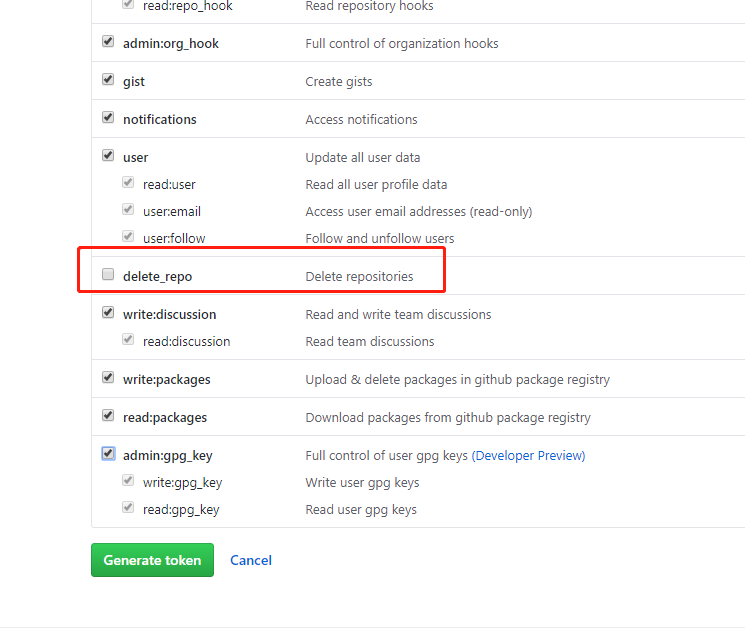 read:repo_hook Read repository hooks
admin:org_hook Full control of organization hooks
gist Create gists
notifications Access notifications
user Update all user data
read:user Read all user profile data
user:email Access user email addresses (read-only)
user:follow Follow and unfollow users
delete_repo Delete repositories
write:discussion Read and write team discussions
read:discussion Read team discussions
write:packages Upload & delete packages in github package registry
read:packages Download packages from github package registry
admin:gpg_key Full control of user gpg keys (Developer Preview)
write:gpg_key Write user gpg keys
read:gpg_key Read user gpg keys
Generate token Cancel